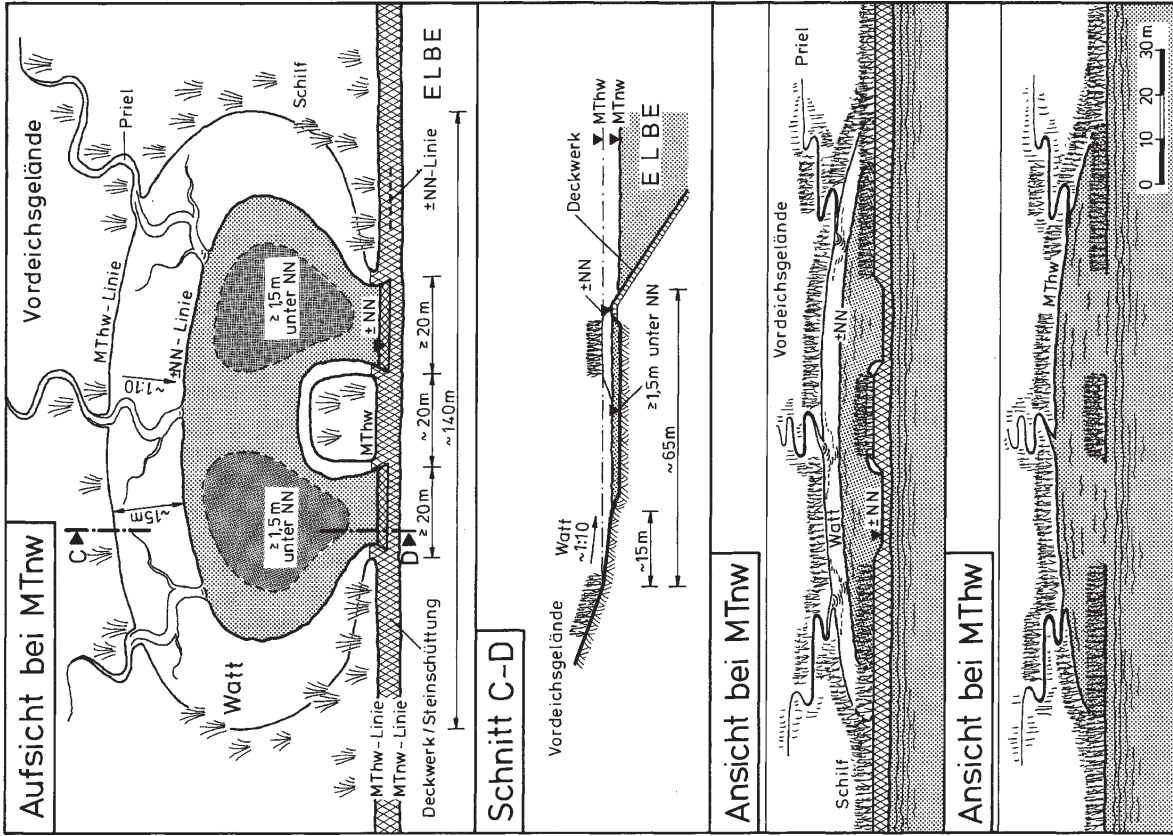 Aufsicht bei MTnw
Vordeichsgelände
Priel
MThw-Linie
~1:10
±NN-Linie
C
~15m
≥ 1,5m
unter NN
≥ 1,5m
unter NN
Watt
Schilf
MThw
± NN
D
MThw-Linie
MTnw-Linie
Deckwerk/Steinschüttung
≥ 20m
~20m
≥ 20m
~140m
±NN-Linie
ELBE
Schnitt C-D
Vordeichsgelände
Watt
~1:10
±NN
Deckwerk
MThw
MTnw
ELBE
≥1,5m unter NN
~15m
~65m
Ansicht bei MTnw
Vordeichsgelände
Priel
Schilf
Watt
±NN
±NN
Ansicht bei MThw
MThw
0 10 20 30m